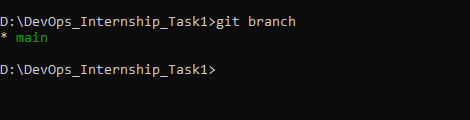 D:\DevOps_Internship_Task1>git branch
* main
D:\DevOps_Internship_Task1>